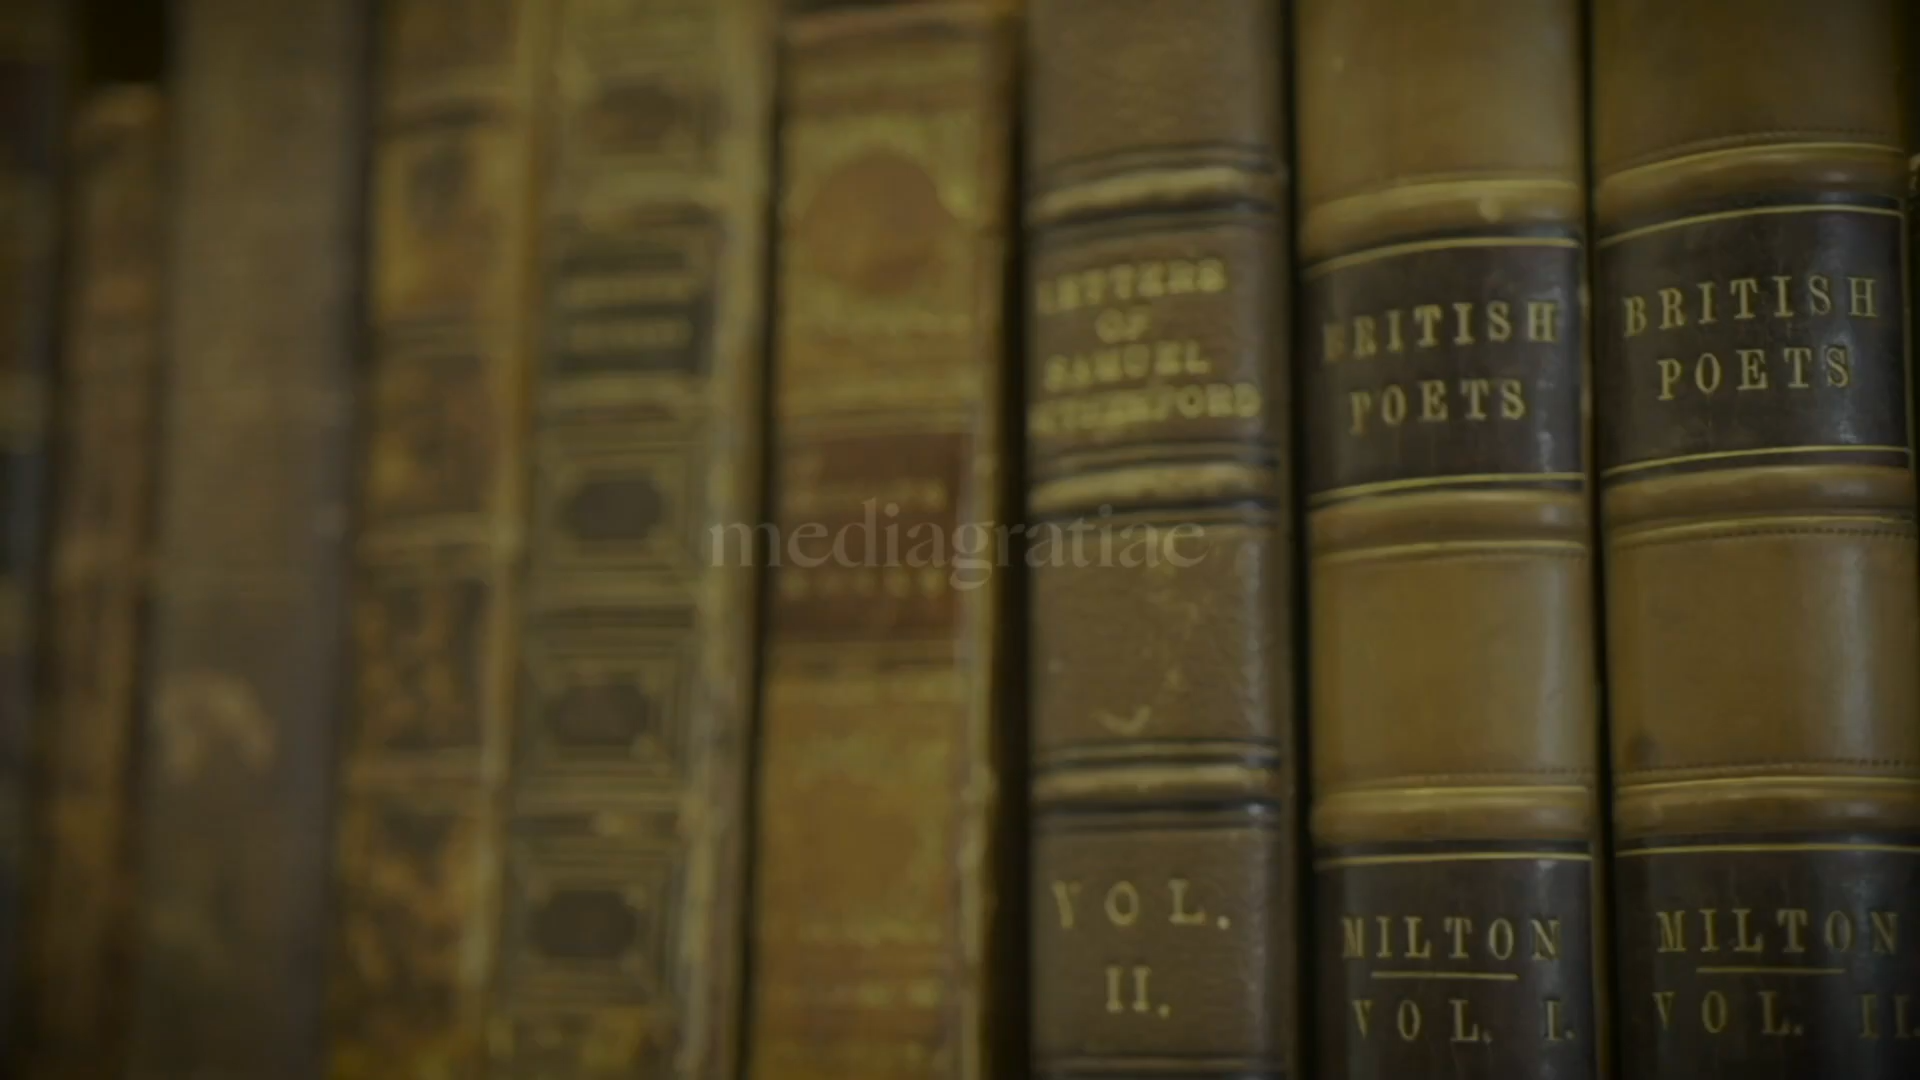 LETTERS
OF
SAMUEL
RUTHERFORD
VOL.
II.
BRITISH
POETS
MILTON
VOL. I.
BRITISH
POETS
MILTON
VOL. II.
mediagratiae